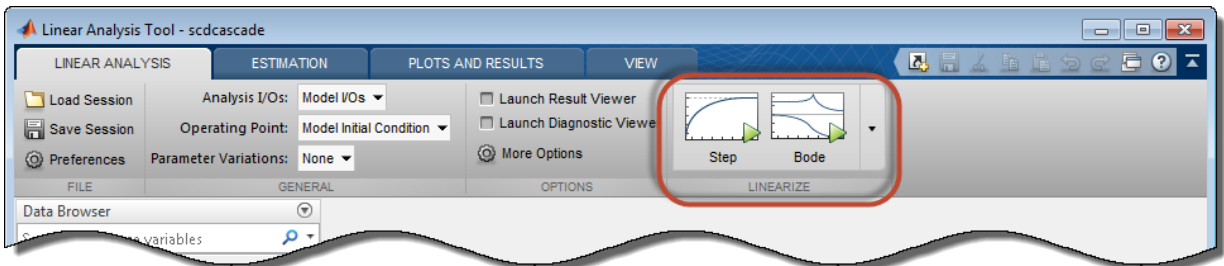 Linear Analysis Tool - scdcascade
LINEAR ANALYSIS ESTIMATION PLOTS AND RESULTS VIEW
Load Session
Save Session
Preferences
FILE
Analysis I/Os: Model I/Os
Operating Point: Model Initial Condition
Parameter Variations: None
GENERAL
Launch Result Viewer
Launch Diagnostic Viewe
More Options
OPTIONS
Step Bode
LINEARIZE
Data Browser
variables